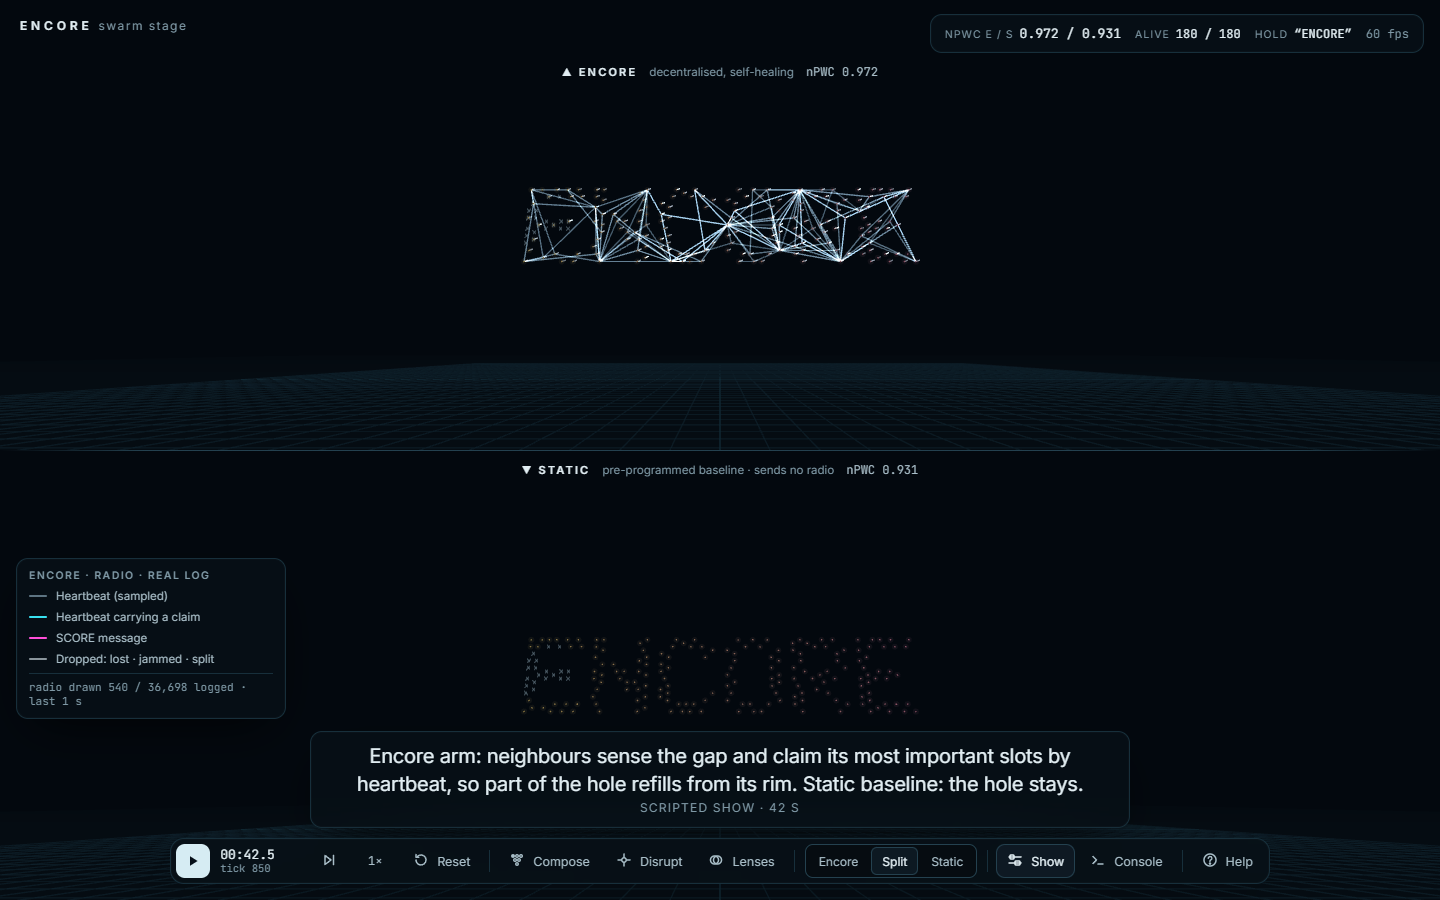 ENCORE swarm stage
NPWC E / S 0.972 / 0.931 ALIVE 180 / 180 HOLD “ENCORE” 60 fps
▲ ENCORE decentralised, self-healing nPWC 0.972
▼ STATIC pre-programmed baseline · sends no radio nPWC 0.931
ENCORE · RADIO · REAL LOG
Heartbeat (sampled)
Heartbeat carrying a claim
SCORE message
Dropped: lost · jammed · split
radio drawn 540 / 36,698 logged ·
last 1 s
ENCORE
Encore arm: neighbours sense the gap and claim its most important slots by
heartbeat, so part of the hole refills from its rim. Static baseline: the hole stays.
SCRIPTED SHOW · 42 S
00:42.5
tick 850
1×
Reset
Compose
Disrupt
Lenses
Encore
Split
Static
Show
Console
Help